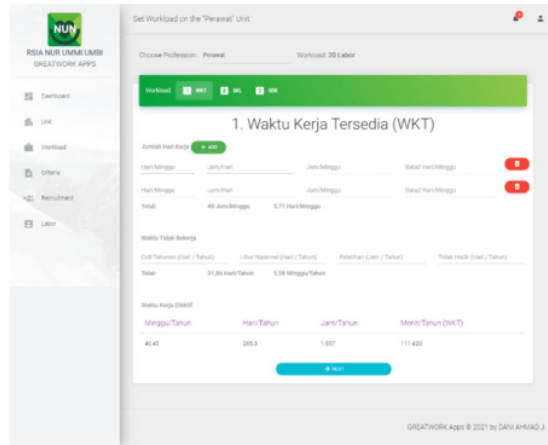 NUN
Set Workload on the "Perawat" Unit
RSIA NUR UMMI UMBI
GREATWORK APPS
Choose Profession: Perawat
Workload: 20 Labor
Dashboard
Unit
Workload
Criteria
Recruitment
Labor
Workload 1 WKT 2 SKL 3 SBK
1. Waktu Kerja Tersedia (WKT)
Jumlah Hari Kerja + ADD
Hari/Minggu Jam/Hari Jam/Minggu Rata2 Hari/Minggu
Hari/Minggu Jam/Hari Jam/Minggu Rata2 Hari/Minggu
Total: 46 Jam/Minggu 5,71 Hari/Minggu
Waktu Tidak Bekerja
Cuti Tahunan (Hari / Tahun) Libur Nasional (Hari / Tahun) Pelatihan (Jam / Tahun) Tidak Hadir (Hari / Tahun)
Total: 31,86 Hari/Tahun 5,58 Minggu/Tahun
Waktu Kerja Efektif
Minggu/Tahun Hari/Tahun Jam/Tahun Menit/Tahun (WKT)
40,43 1.857 111.420
NEXT
GREATWORK Apps © 2021 by DANI AHMAD J.